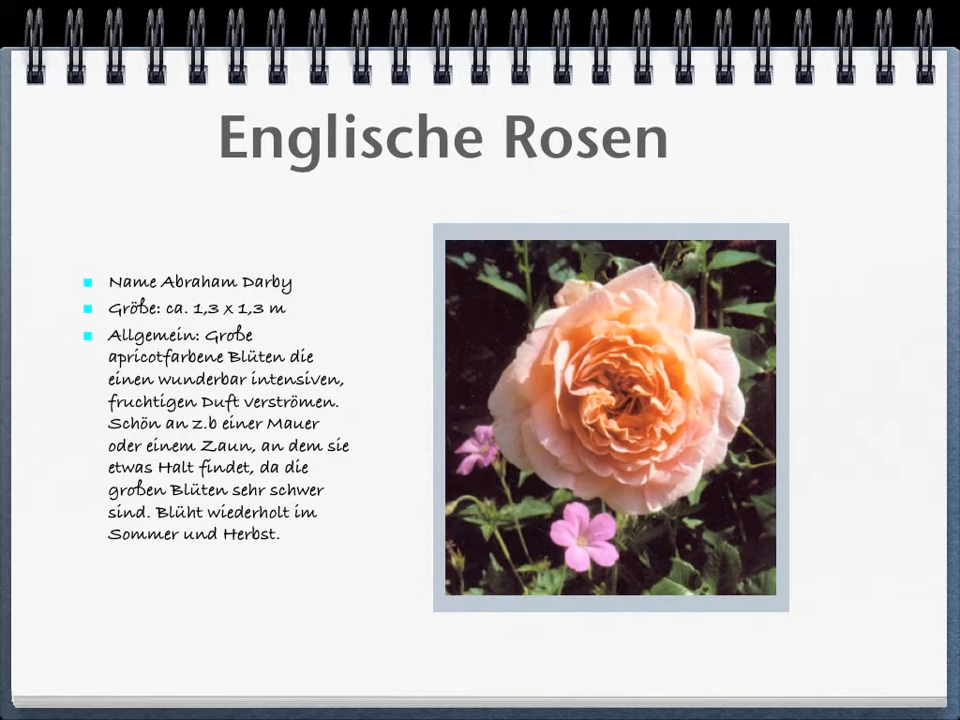 Englische Rosen
Name Abraham Darby
Größe: ca. 1,3 x 1,3 m
Allgemein: Große
apricotfarbene Blüten die
einen wunderbar intensiven,
fruchtigen Duft verströmen.
Schön an z.b einer Mauer
oder einem Zaun, an dem sie
etwas Halt findet, da die
großen Blüten sehr schwer
sind. Blüht wiederholt im
Sommer und Herbst.